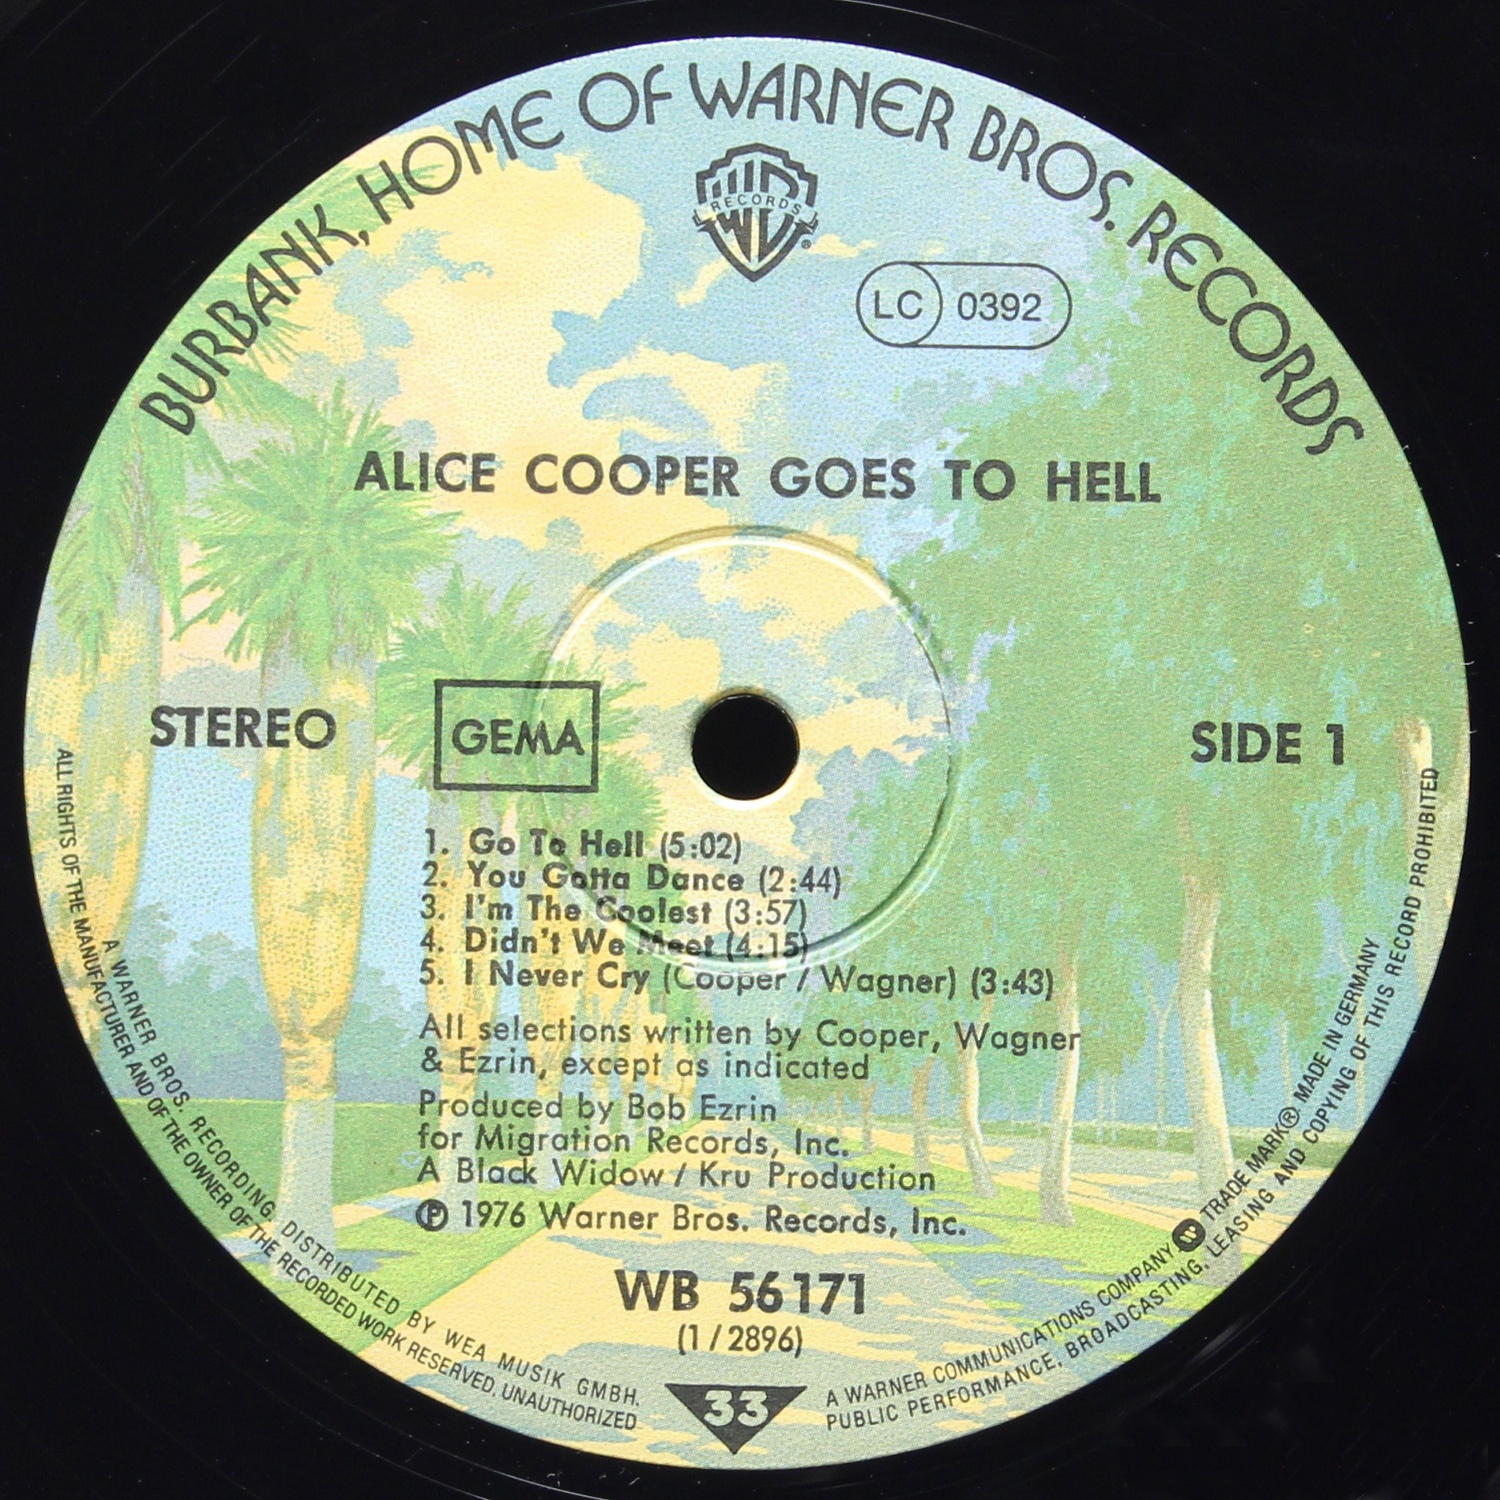 BURBANK, HOME OF WARNER BROS. RECORDS
WB
RECORDS
®
LC 0392
ALICE COOPER GOES TO HELL
STEREO
GEMA
SIDE 1
1. Go To Hell (5:02)
2. You Gotta Dance (2:44)
3. I'm The Coolest (3:57)
4. Didn't We Meet (4:15)
5. I Never Cry (Cooper / Wagner) (3:43)
All selections written by Cooper, Wagner
& Ezrin, except as indicated
Produced by Bob Ezrin
for Migration Records, Inc.
A Black Widow / Kru Production
℗ 1976 Warner Bros. Records, Inc.
WB 56171
(1 / 2896)
33
A WARNER BROS. RECORDING. DISTRIBUTED BY WEA MUSIK GMBH.
A WARNER COMMUNICATIONS COMPANY TRADE MARK® MADE IN GERMANY
ALL RIGHTS OF THE MANUFACTURER AND OF THE OWNER OF THE RECORDED WORK RESERVED. UNAUTHORIZED
PUBLIC PERFORMANCE, BROADCASTING, LEASING AND COPYING OF THIS RECORD PROHIBITED